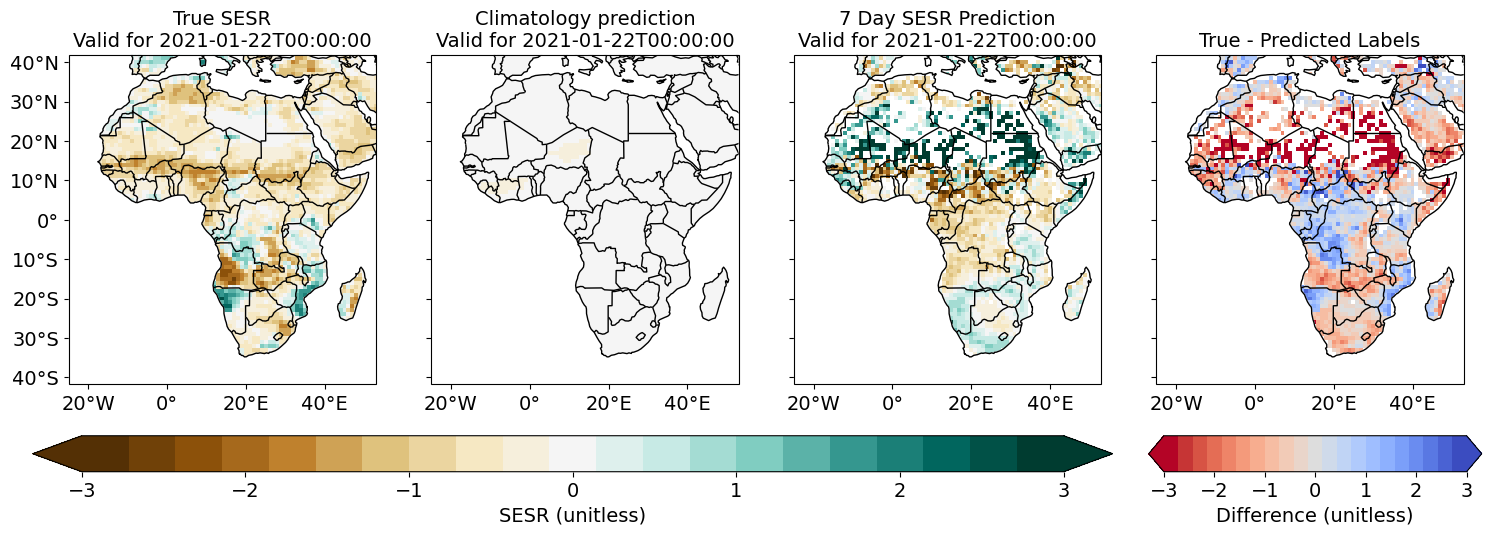 True SESR
Valid for 2021-01-22T00:00:00
Climatology prediction
Valid for 2021-01-22T00:00:00
7 Day SESR Prediction
Valid for 2021-01-22T00:00:00
True - Predicted Labels
40°N
30°N
20°N
10°N
0°
10°S
20°S
30°S
40°S
20°W 0° 20°E 40°E
20°W 0° 20°E 40°E
20°W 0° 20°E 40°E
20°W 0° 20°E 40°E
−3 −2 −1 0 1 2 3
SESR (unitless)
−3 −2 −1 0 1 2 3
Difference (unitless)